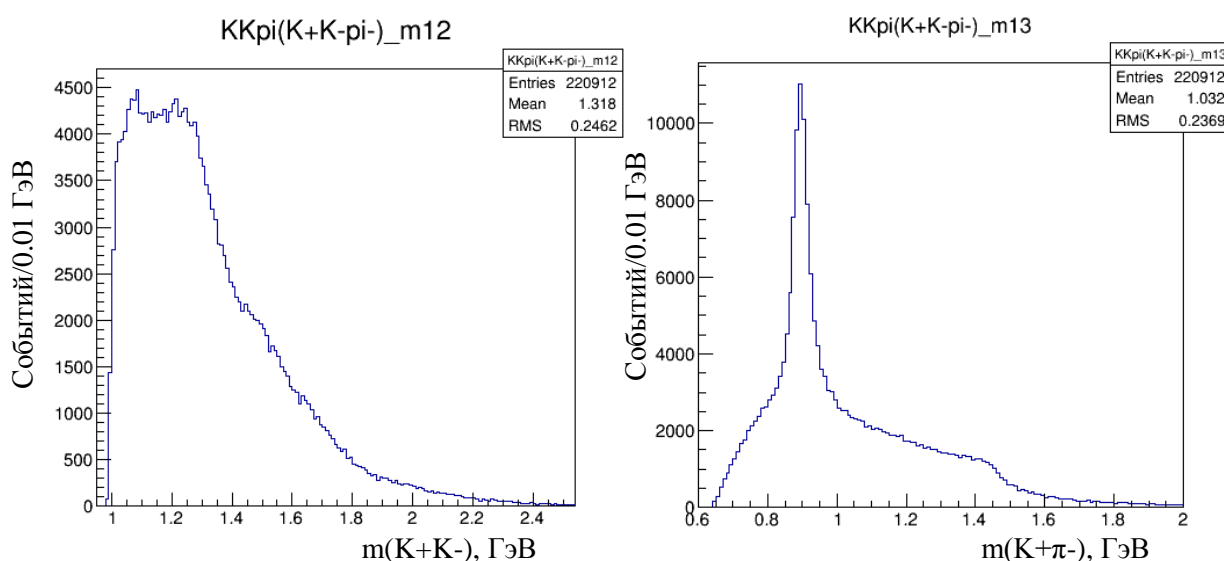 KKpi(K+K-pi-)_m12
KKpi(K+K-pi-)_m12
Entries 220912
Mean 1.318
RMS 0.2462
4500
4000
3500
3000
2500
2000
1500
1000
500
0
1 1.2 1.4 1.6 1.8 2 2.2 2.4
Событий/0.01 ГэВ
m(K+K-), ГэВ
KKpi(K+K-pi-)_m13
KKpi(K+K-pi-)_m13
Entries 220912
Mean 1.032
RMS 0.2369
10000
8000
6000
4000
2000
0
0.6 0.8 1 1.2 1.4 1.6 1.8 2
Событий/0.01 ГэВ
m(K+π-), ГэВ